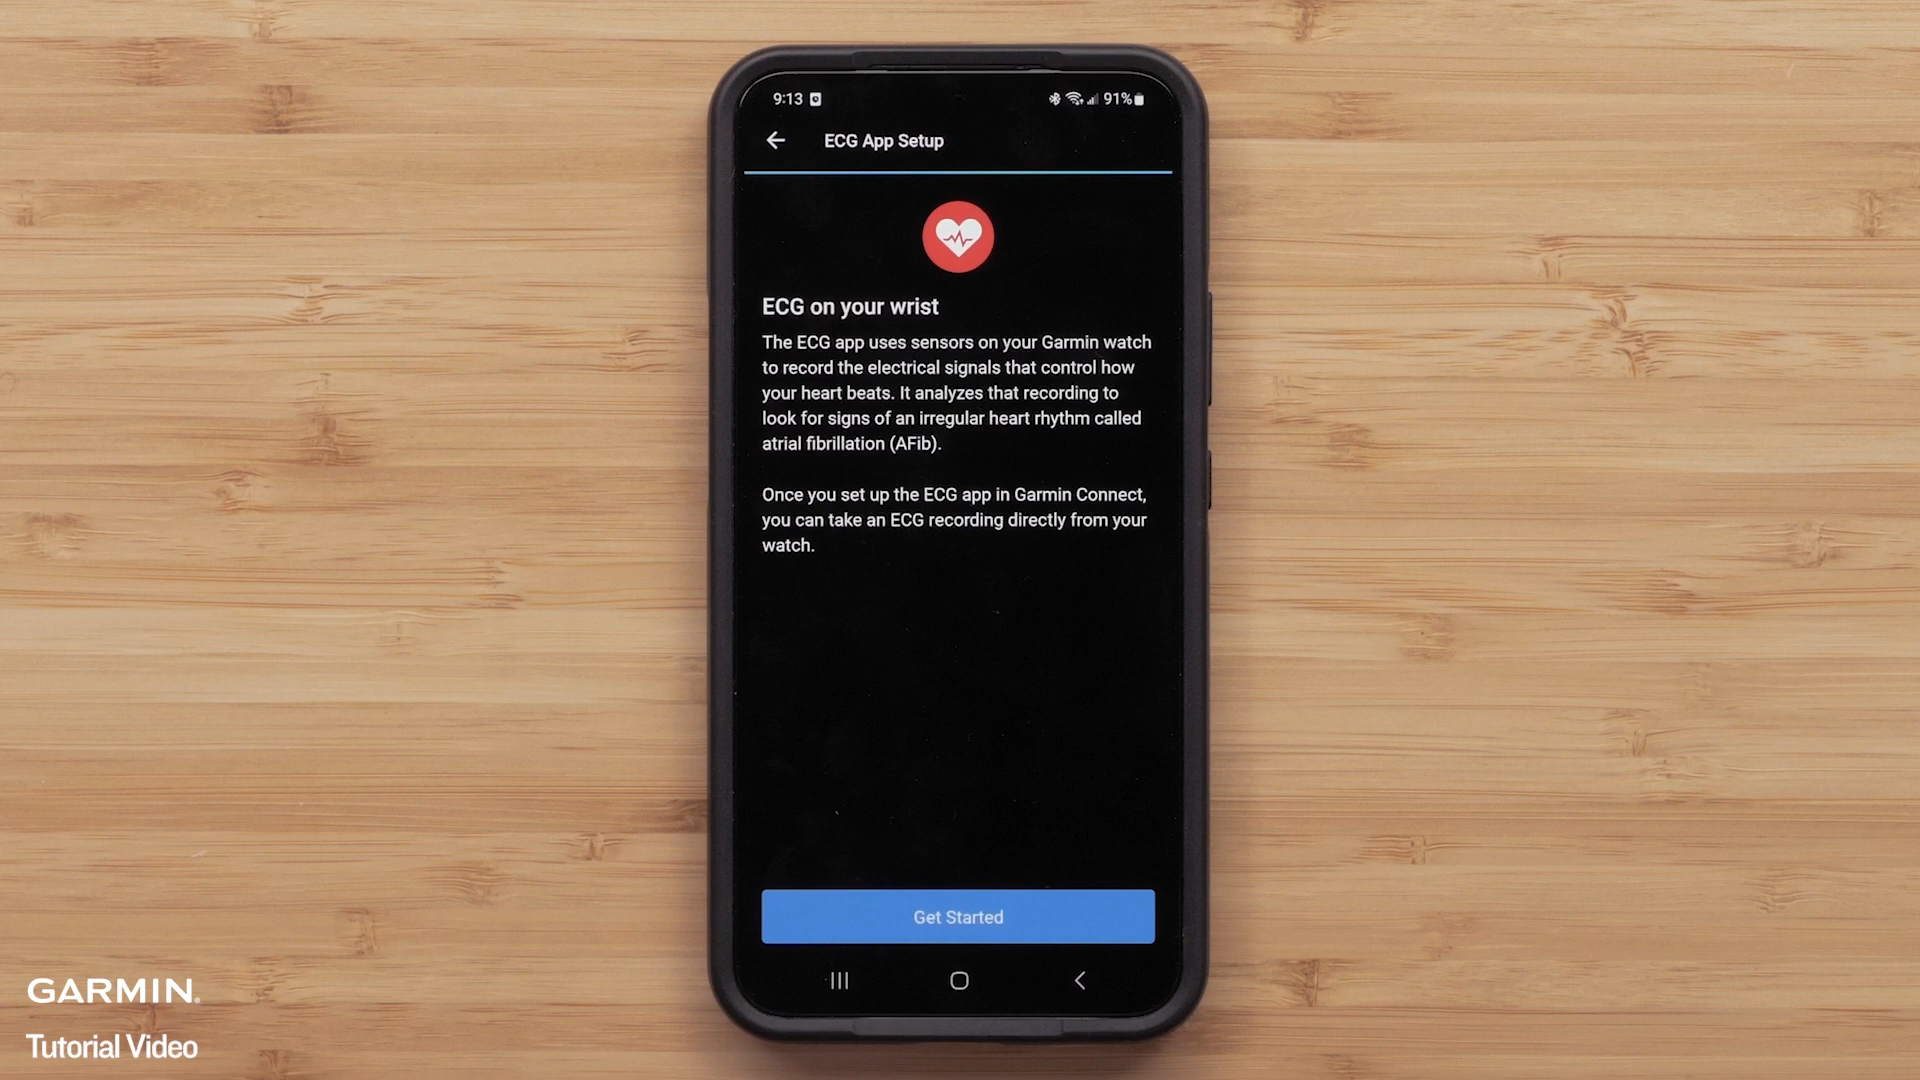 9:13 91%
ECG App Setup
ECG on your wrist
The ECG app uses sensors on your Garmin watch
to record the electrical signals that control how
your heart beats. It analyzes that recording to
look for signs of an irregular heart rhythm called
atrial fibrillation (AFib).
Once you set up the ECG app in Garmin Connect,
you can take an ECG recording directly from your
watch.
Get Started
GARMIN®
Tutorial Video